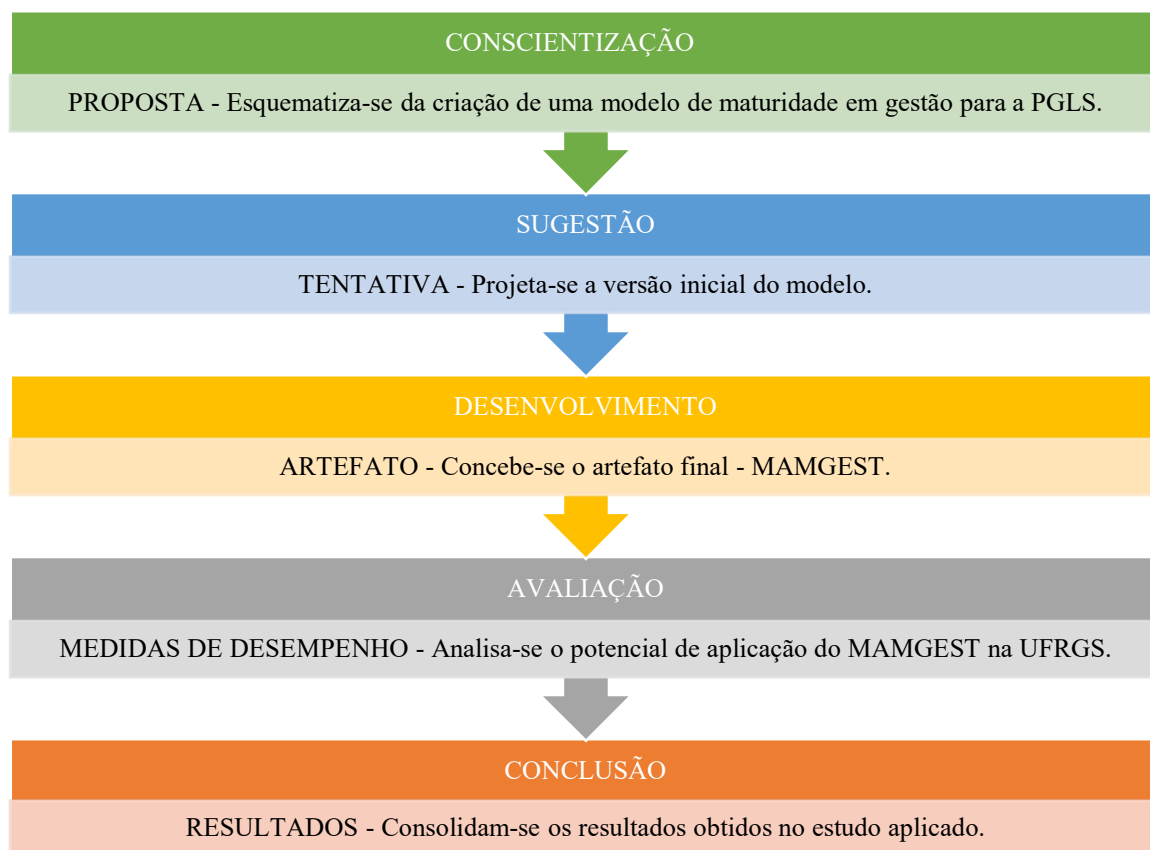 CONSCIENTIZAÇÃO
PROPOSTA - Esquematiza-se da criação de uma modelo de maturidade em gestão para a PGLS.
SUGESTÃO
TENTATIVA - Projeta-se a versão inicial do modelo.
DESENVOLVIMENTO
ARTEFATO - Concebe-se o artefato final - MAMGEST.
AVALIAÇÃO
MEDIDAS DE DESEMPENHO - Analisa-se o potencial de aplicação do MAMGEST na UFRGS.
CONCLUSÃO
RESULTADOS - Consolidam-se os resultados obtidos no estudo aplicado.